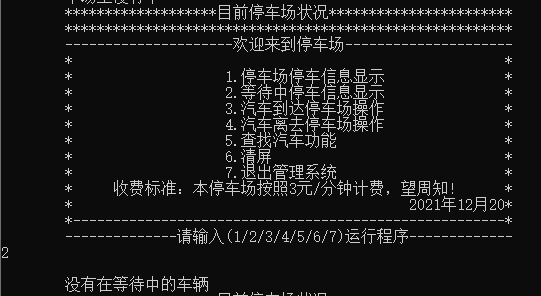 *******************目前停车场状况***********************
********************************************************
---------------------欢迎来到停车场---------------------
* *
* 1.停车场停车信息显示 *
* 2.等待中停车信息显示 *
* 3.汽车到达停车场操作 *
* 4.汽车离去停车场操作 *
* 5.查找汽车功能 *
* 6.清屏 *
* 7.退出管理系统 *
* 收费标准：本停车场按照3元/分钟计费，望周知! *
* 2021年12月20*
*------------------------------------------------------*
--------------请输入(1/2/3/4/5/6/7)运行程序-------------
2
没有在等待中的车辆